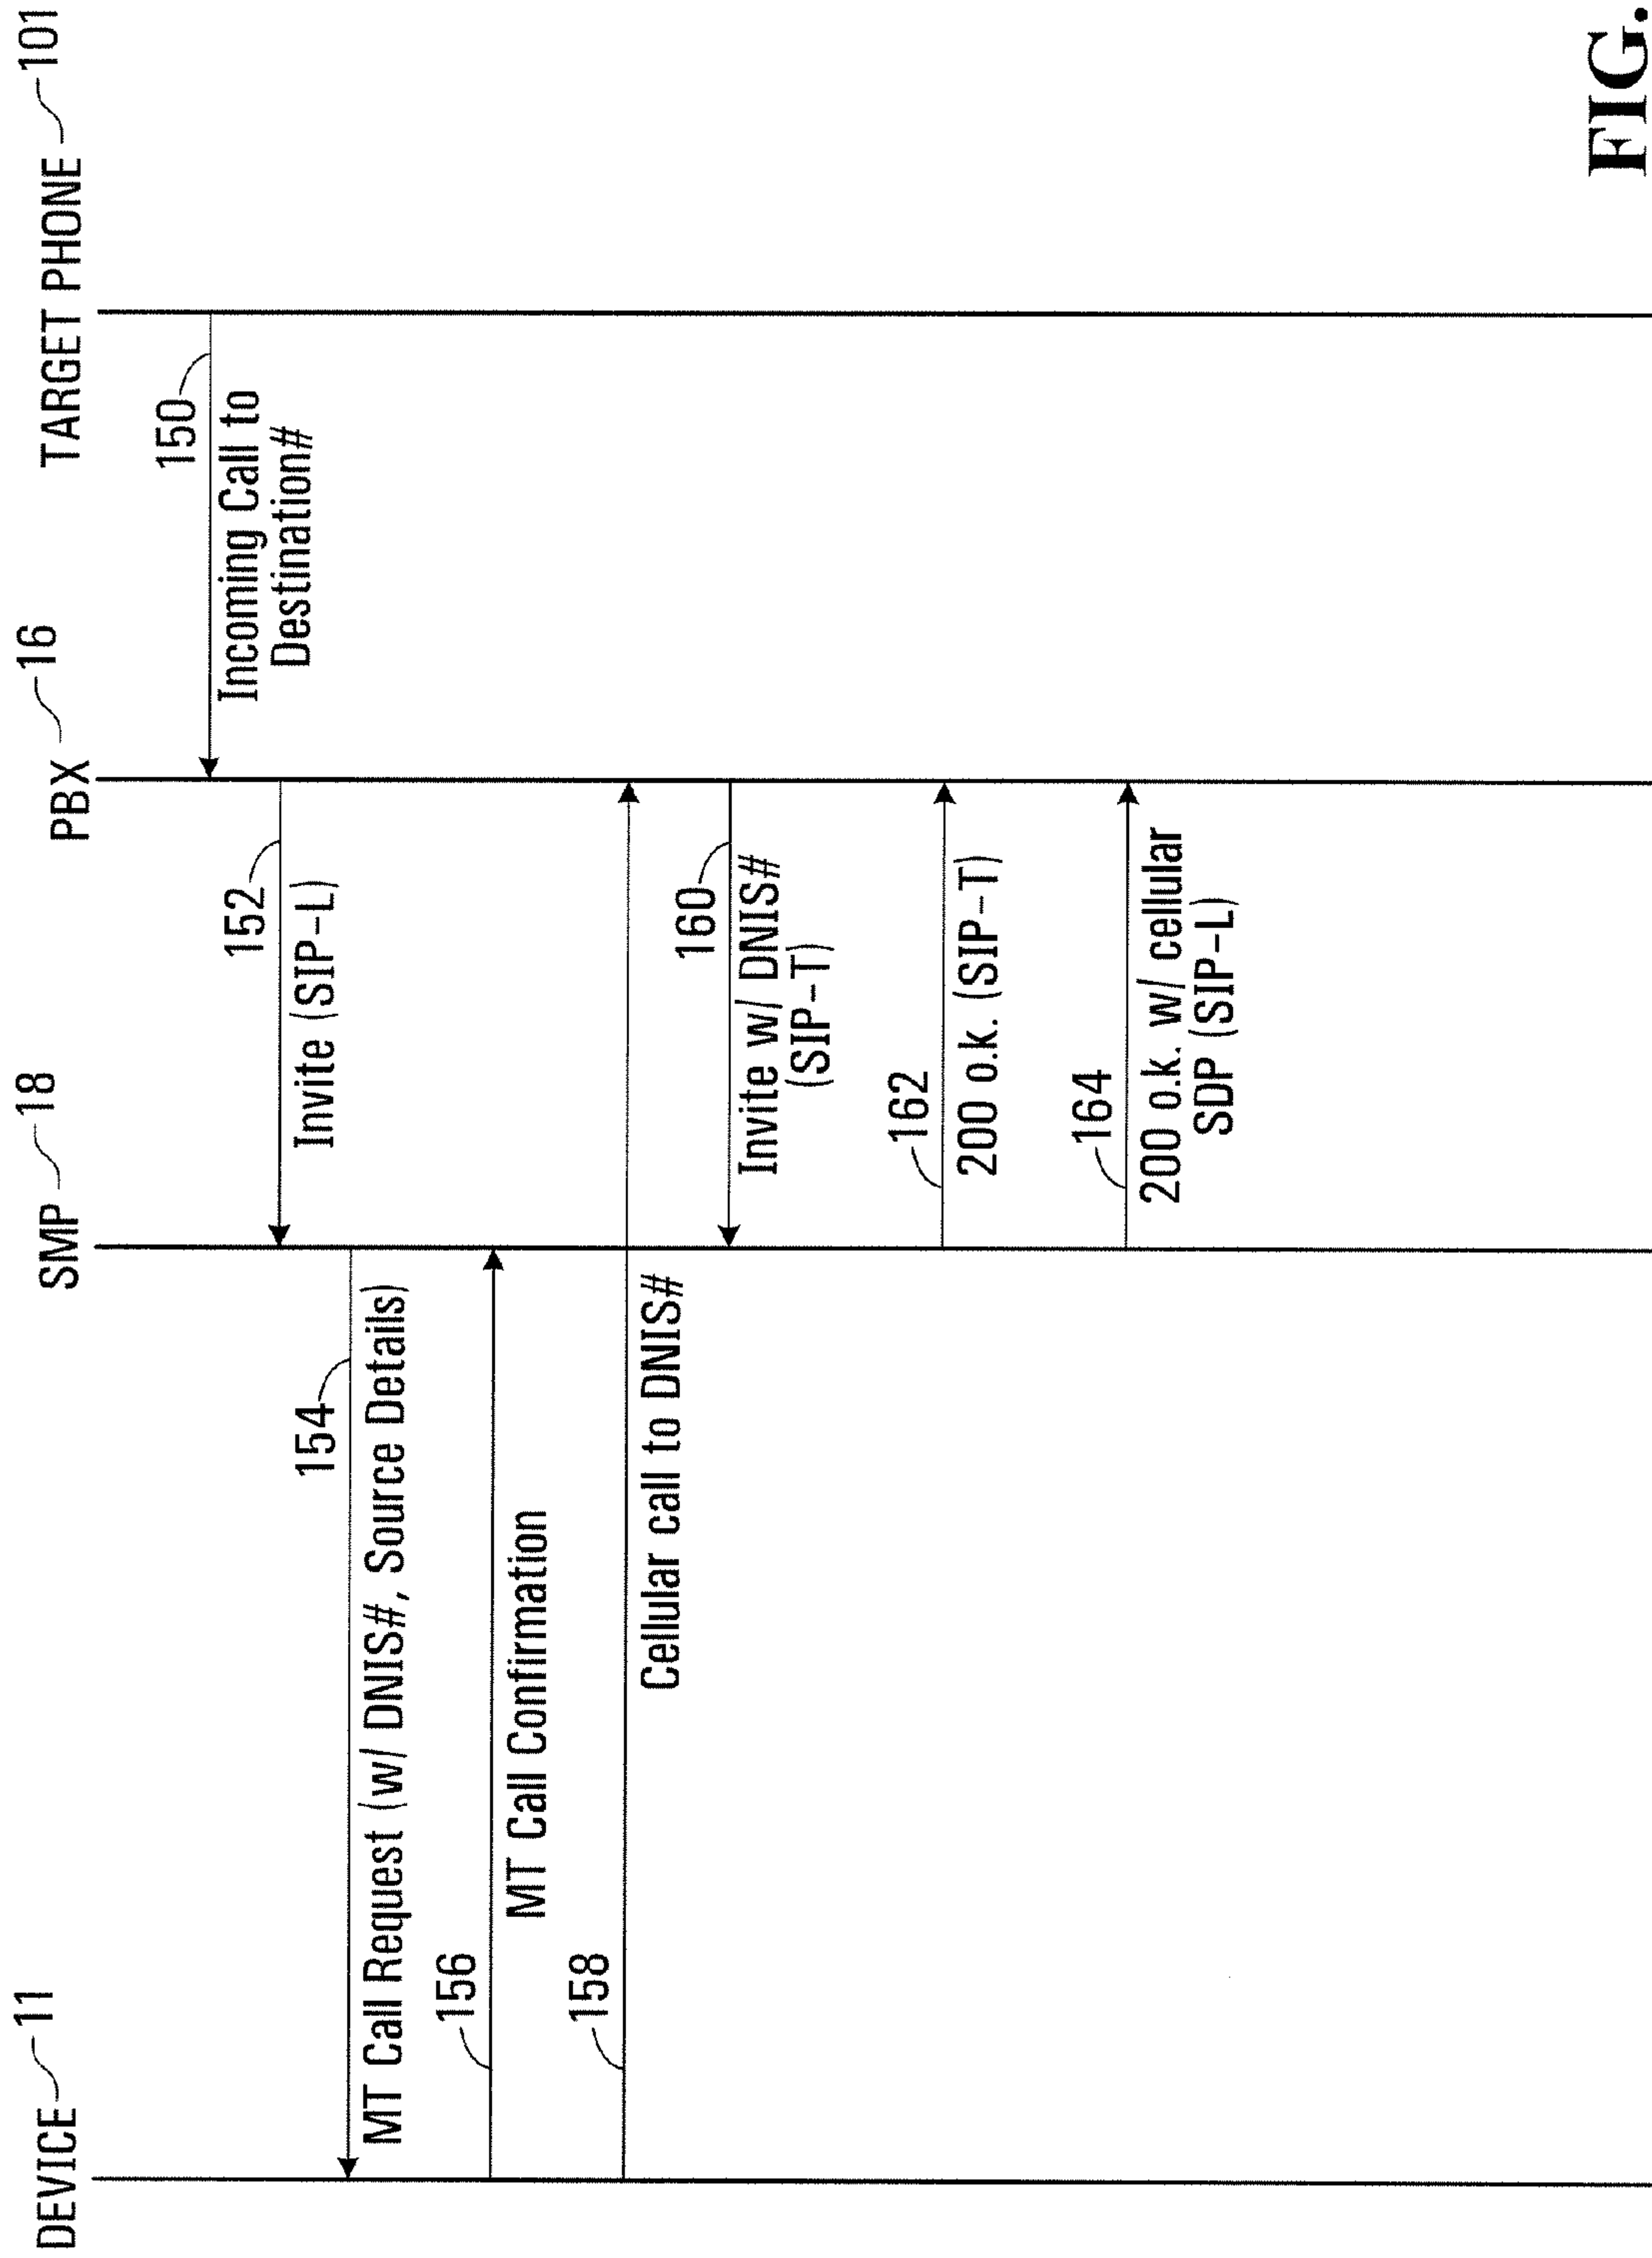 DEVICE 11
SMP 18
PBX 16
TARGET PHONE 101
150
Incoming Call to
Destination#
152
Invite (SIP-L)
154
MT Call Request (w/ DNIS#, Source Details)
156
MT Call Confirmation
158
Cellular call to DNIS#
160
Invite w/ DNIS#
(SIP-T)
162
200 o.k. (SIP-T)
164
200 o.k. w/ cellular
SDP (SIP-L)
FIG.